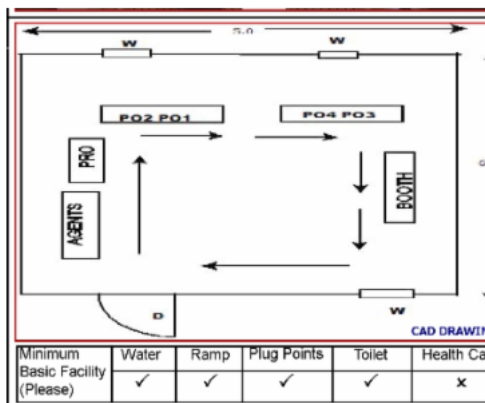 5.0
W
W
PO2 PO1
PO4 PO3
PRO
AGENTS
BOOTH
D
W
CAD DRAWIN
Minimum Basic Facility (Please)
Water
Ramp
Plug Points
Toilet
Health Ca
✓
✓
✓
✓
x